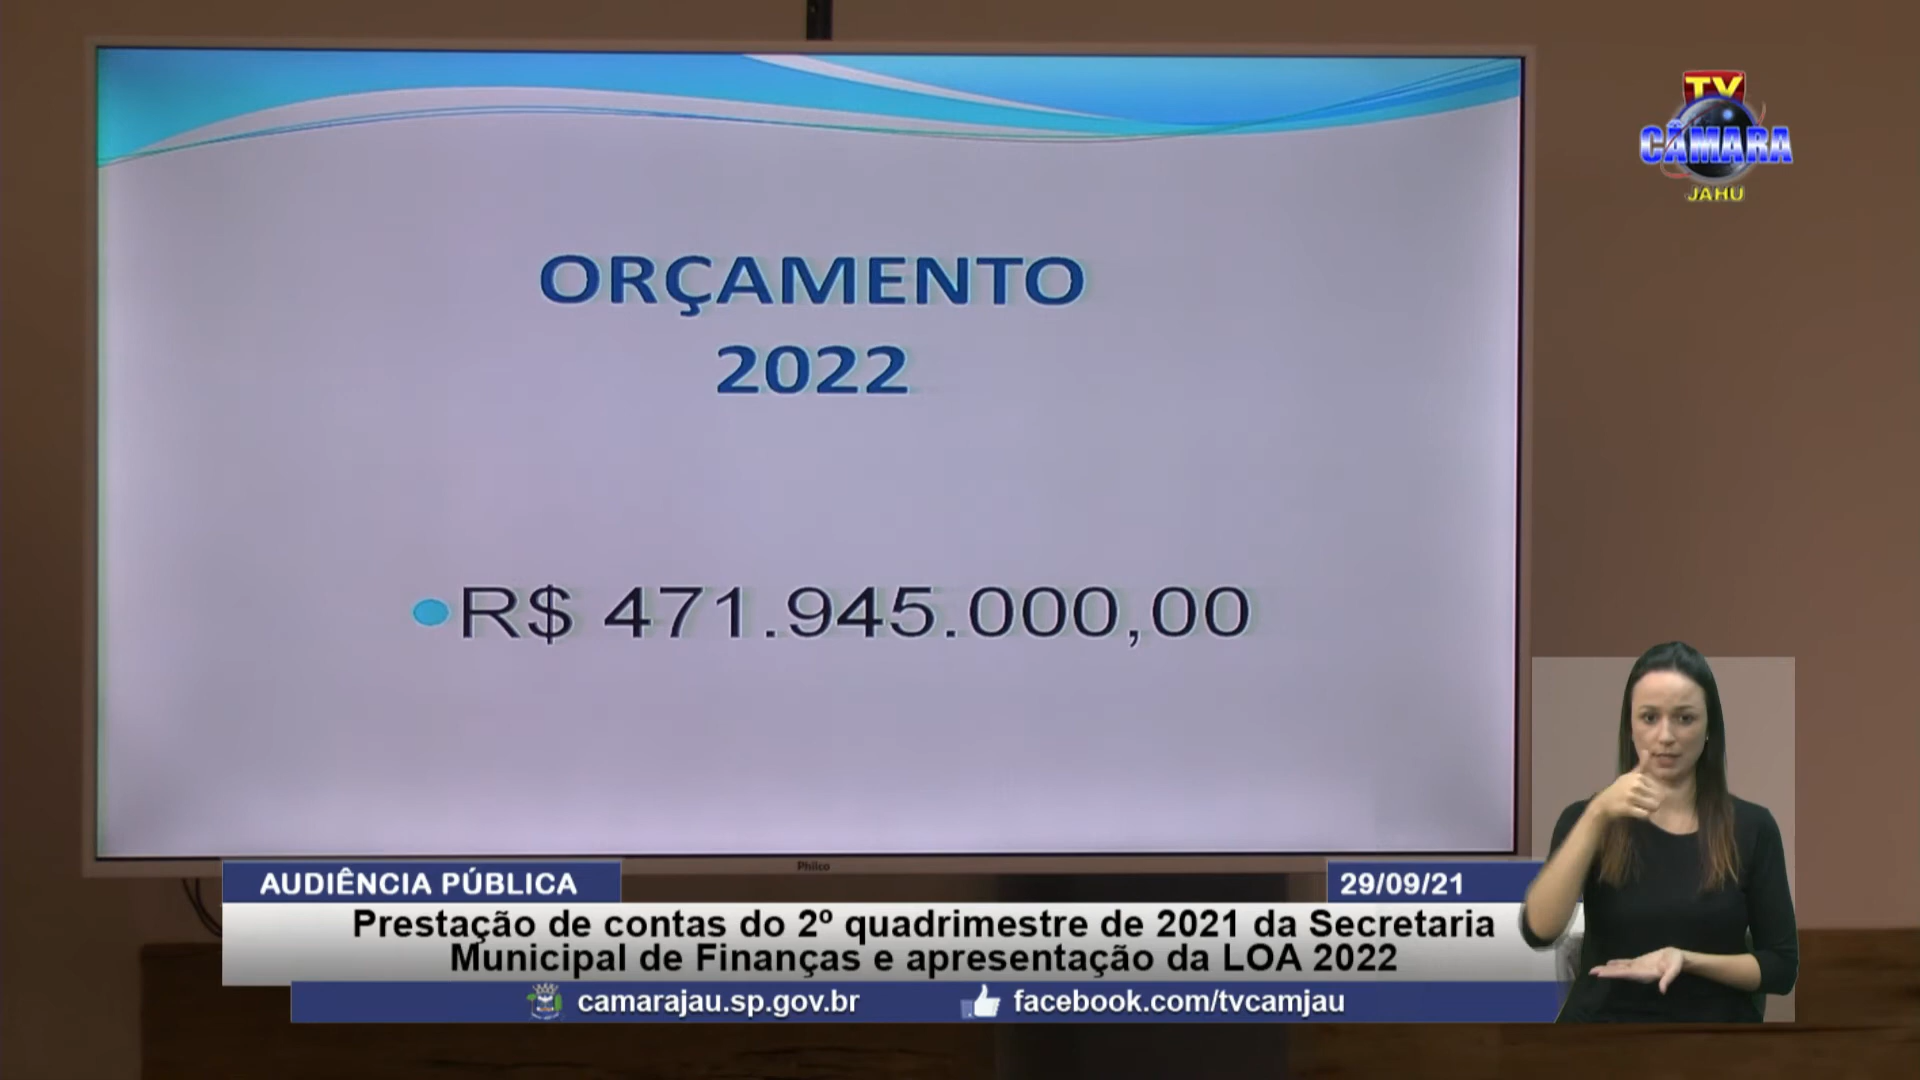 TV
CÂMARA
JAHU
ORÇAMENTO
2022
R$ 471.945.000,00
Philco
AUDIÊNCIA PÚBLICA
29/09/21
Prestação de contas do 2º quadrimestre de 2021 da Secretaria
Municipal de Finanças e apresentação da LOA 2022
camarajau.sp.gov.br
facebook.com/tvcamjau